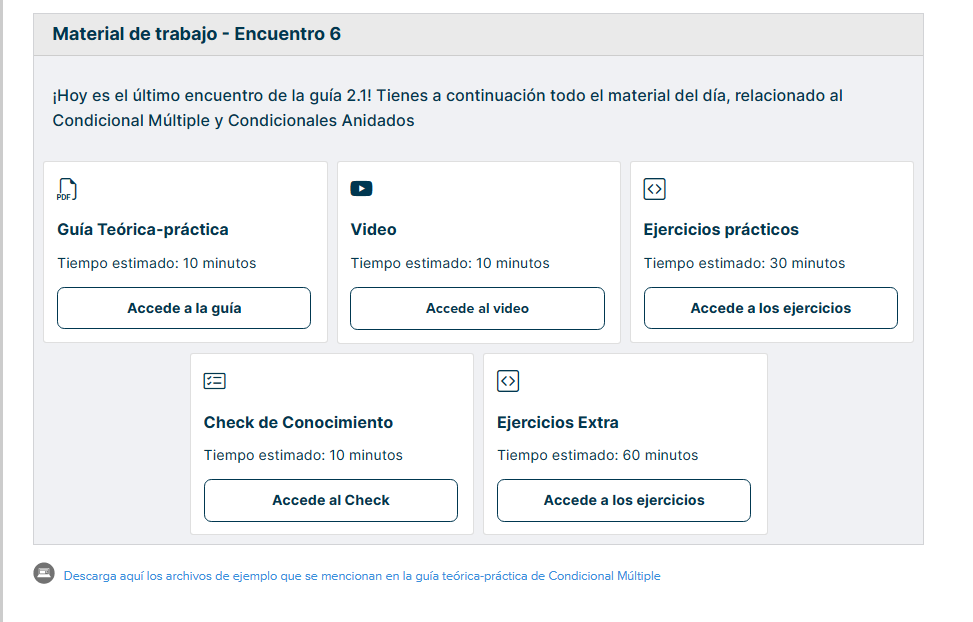 Material de trabajo - Encuentro 6
¡Hoy es el último encuentro de la guía 2.1! Tienes a continuación todo el material del día, relacionado al
Condicional Múltiple y Condicionales Anidados
PDF
Guía Teórica-práctica
Tiempo estimado: 10 minutos
Accede a la guía
Video
Tiempo estimado: 10 minutos
Accede al video
Ejercicios prácticos
Tiempo estimado: 30 minutos
Accede a los ejercicios
Check de Conocimiento
Tiempo estimado: 10 minutos
Accede al Check
Ejercicios Extra
Tiempo estimado: 60 minutos
Accede a los ejercicios
Descarga aquí los archivos de ejemplo que se mencionan en la guía teórica-práctica de Condicional Múltiple